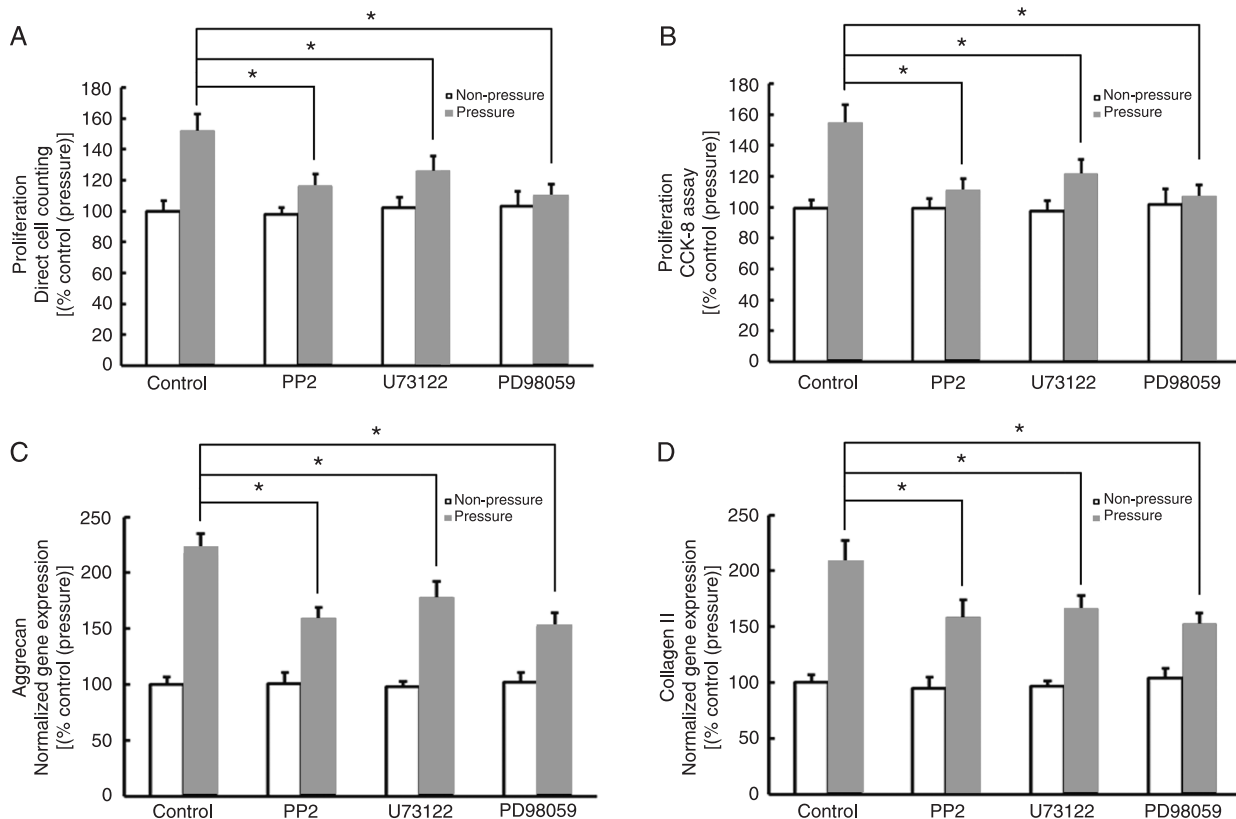 A
*
*
*
180
160
140
120
100
80
60
40
20
0
Non-pressure
Pressure
Proliferation
Direct cell counting
[(% control (pressure)]
Control PP2 U73122 PD98059
B
*
*
*
180
160
140
120
100
80
60
40
20
0
Non-pressure
Pressure
Proliferation
CCK-8 assay
[(% control (pressure)]
Control PP2 U73122 PD98059
C
*
*
*
250
200
150
100
50
0
Non-pressure
Pressure
Aggrecan
Normalized gene expression
[(% control (pressure)]
Control PP2 U73122 PD98059
D
*
*
*
250
200
150
100
50
0
Non-pressure
Pressure
Collagen II
Normalized gene expression
[(% control (pressure)]
Control PP2 U73122 PD98059